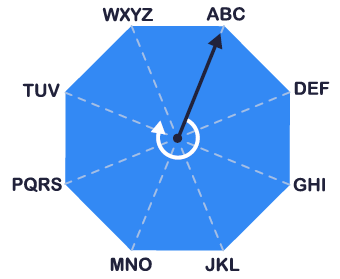 WXYZ
ABC
TUV
DEF
PQRS
GHI
MNO
JKL